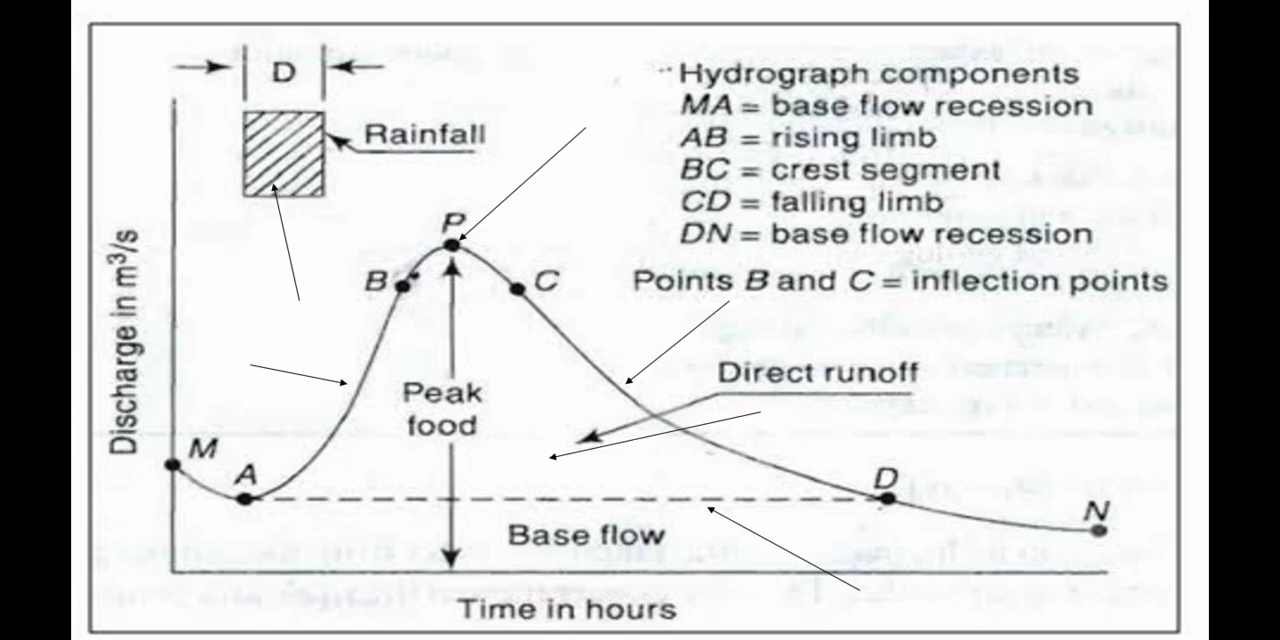 D
Rainfall
Hydrograph components
MA = base flow recession
AB = rising limb
BC = crest segment
CD = falling limb
DN = base flow recession
Points B and C = inflection points
P
B
C
Direct runoff
Peak
food
Discharge in m³/s
M
A
D
N
Base flow
Time in hours